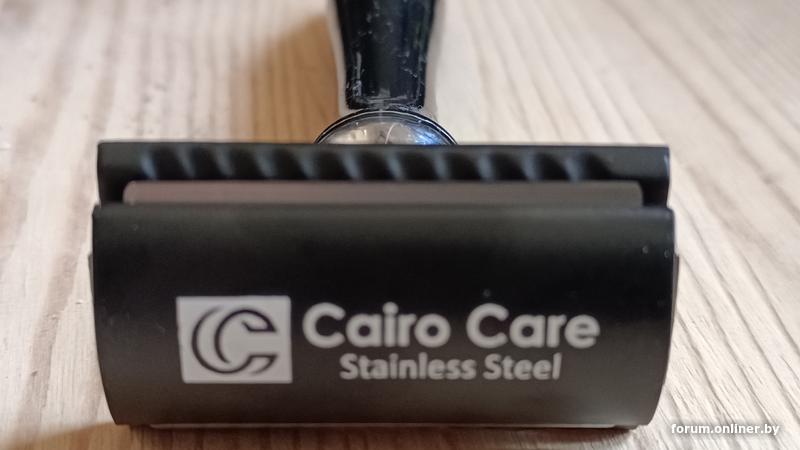 Cairo Care
Stainless Steel
forum.onliner.by